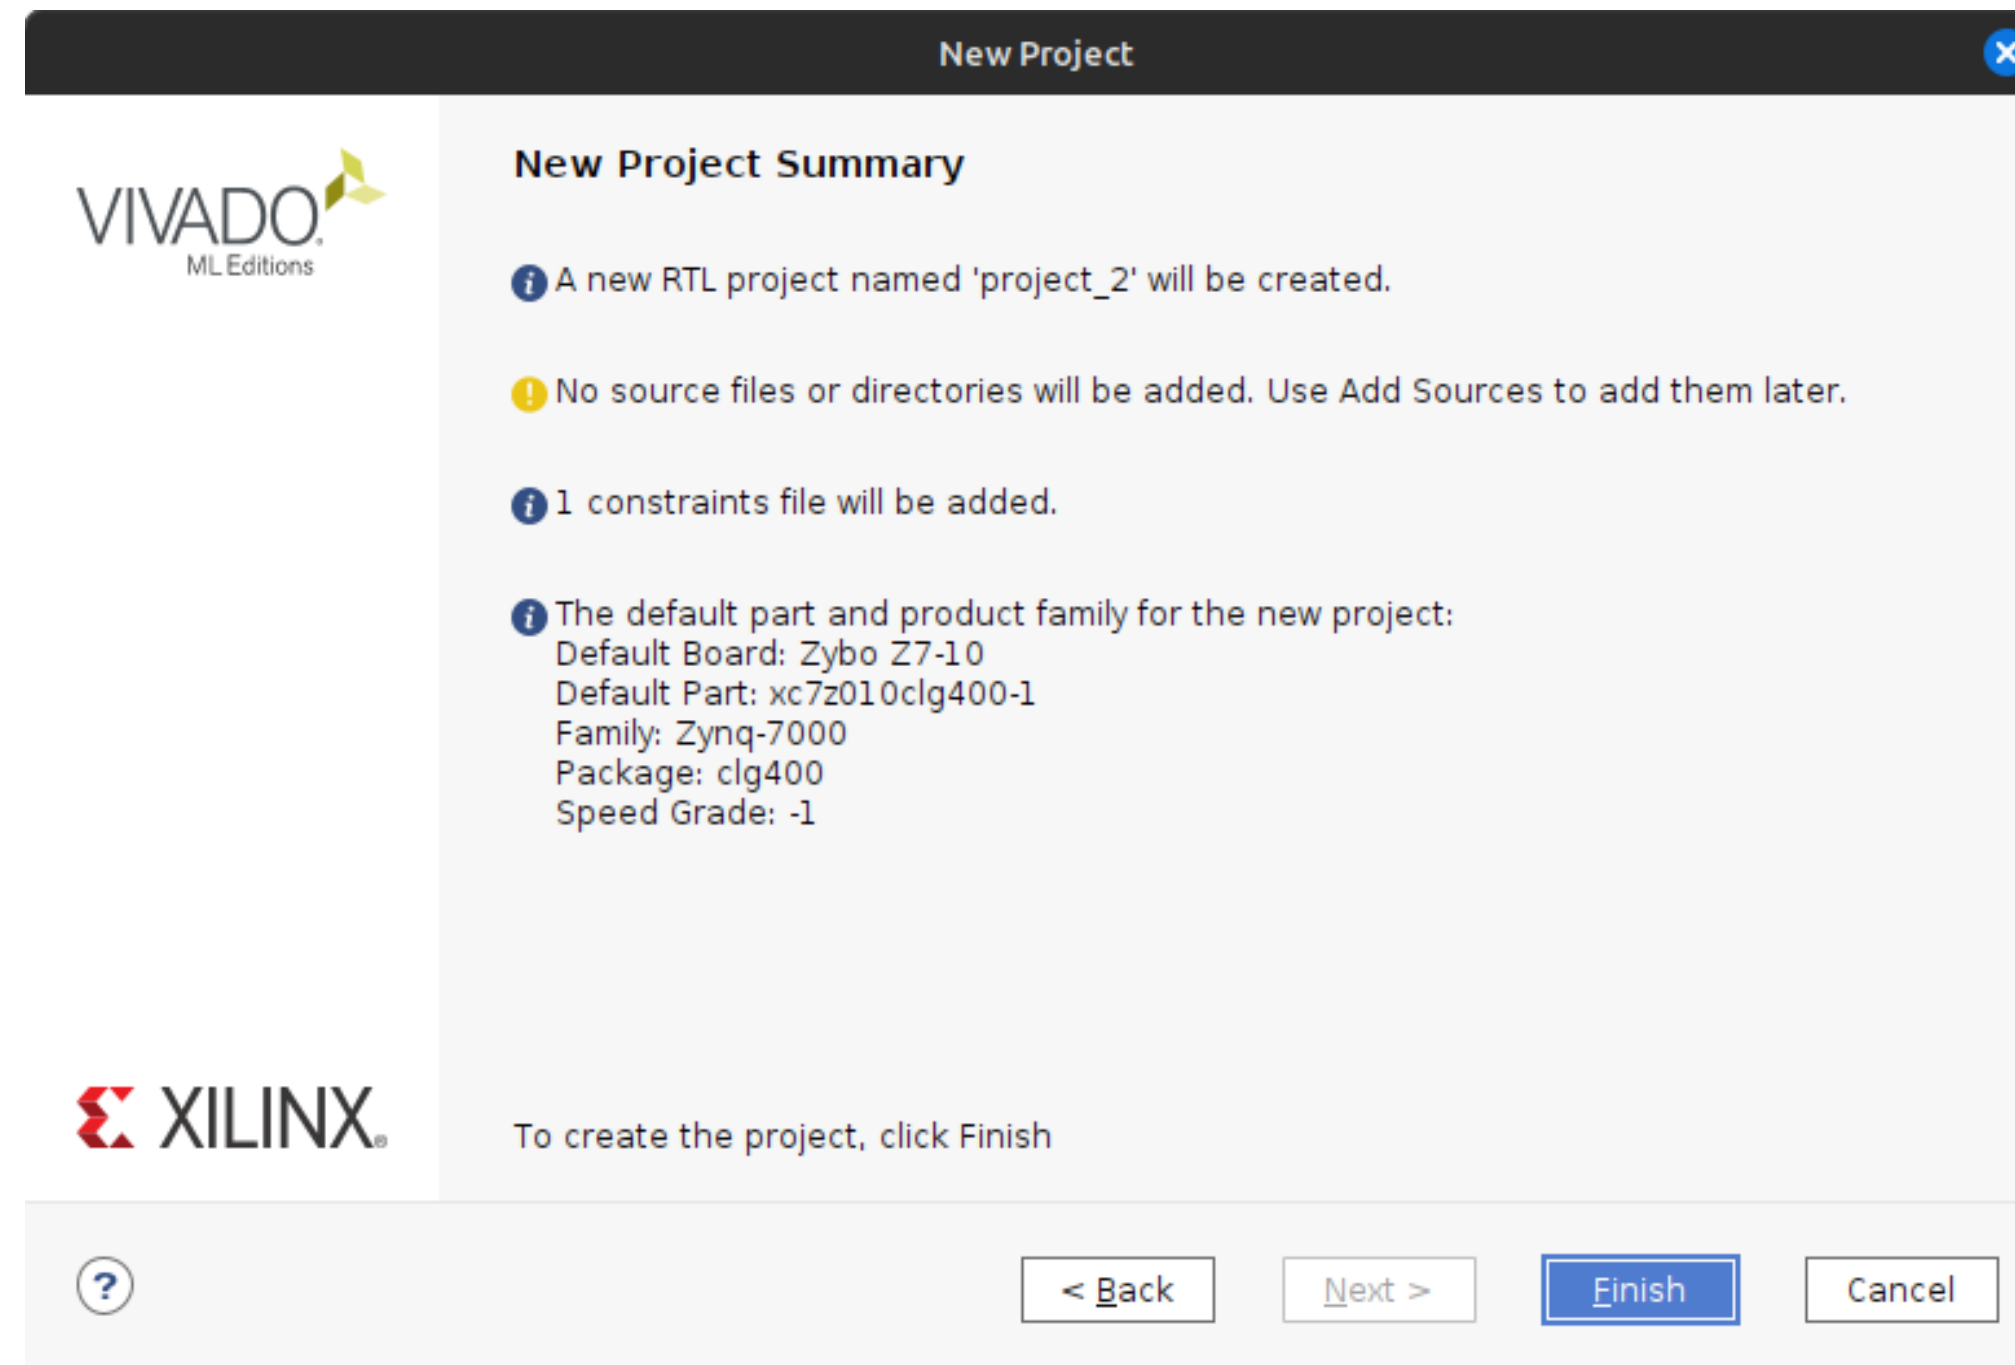 New Project
VIVADO.
ML Editions
New Project Summary
A new RTL project named 'project_2' will be created.
No source files or directories will be added. Use Add Sources to add them later.
1 constraints file will be added.
The default part and product family for the new project:
Default Board: Zybo Z7-10
Default Part: xc7z010clg400-1
Family: Zynq-7000
Package: clg400
Speed Grade: -1
XILINX.
To create the project, click Finish
?
< Back
Next >
Finish
Cancel